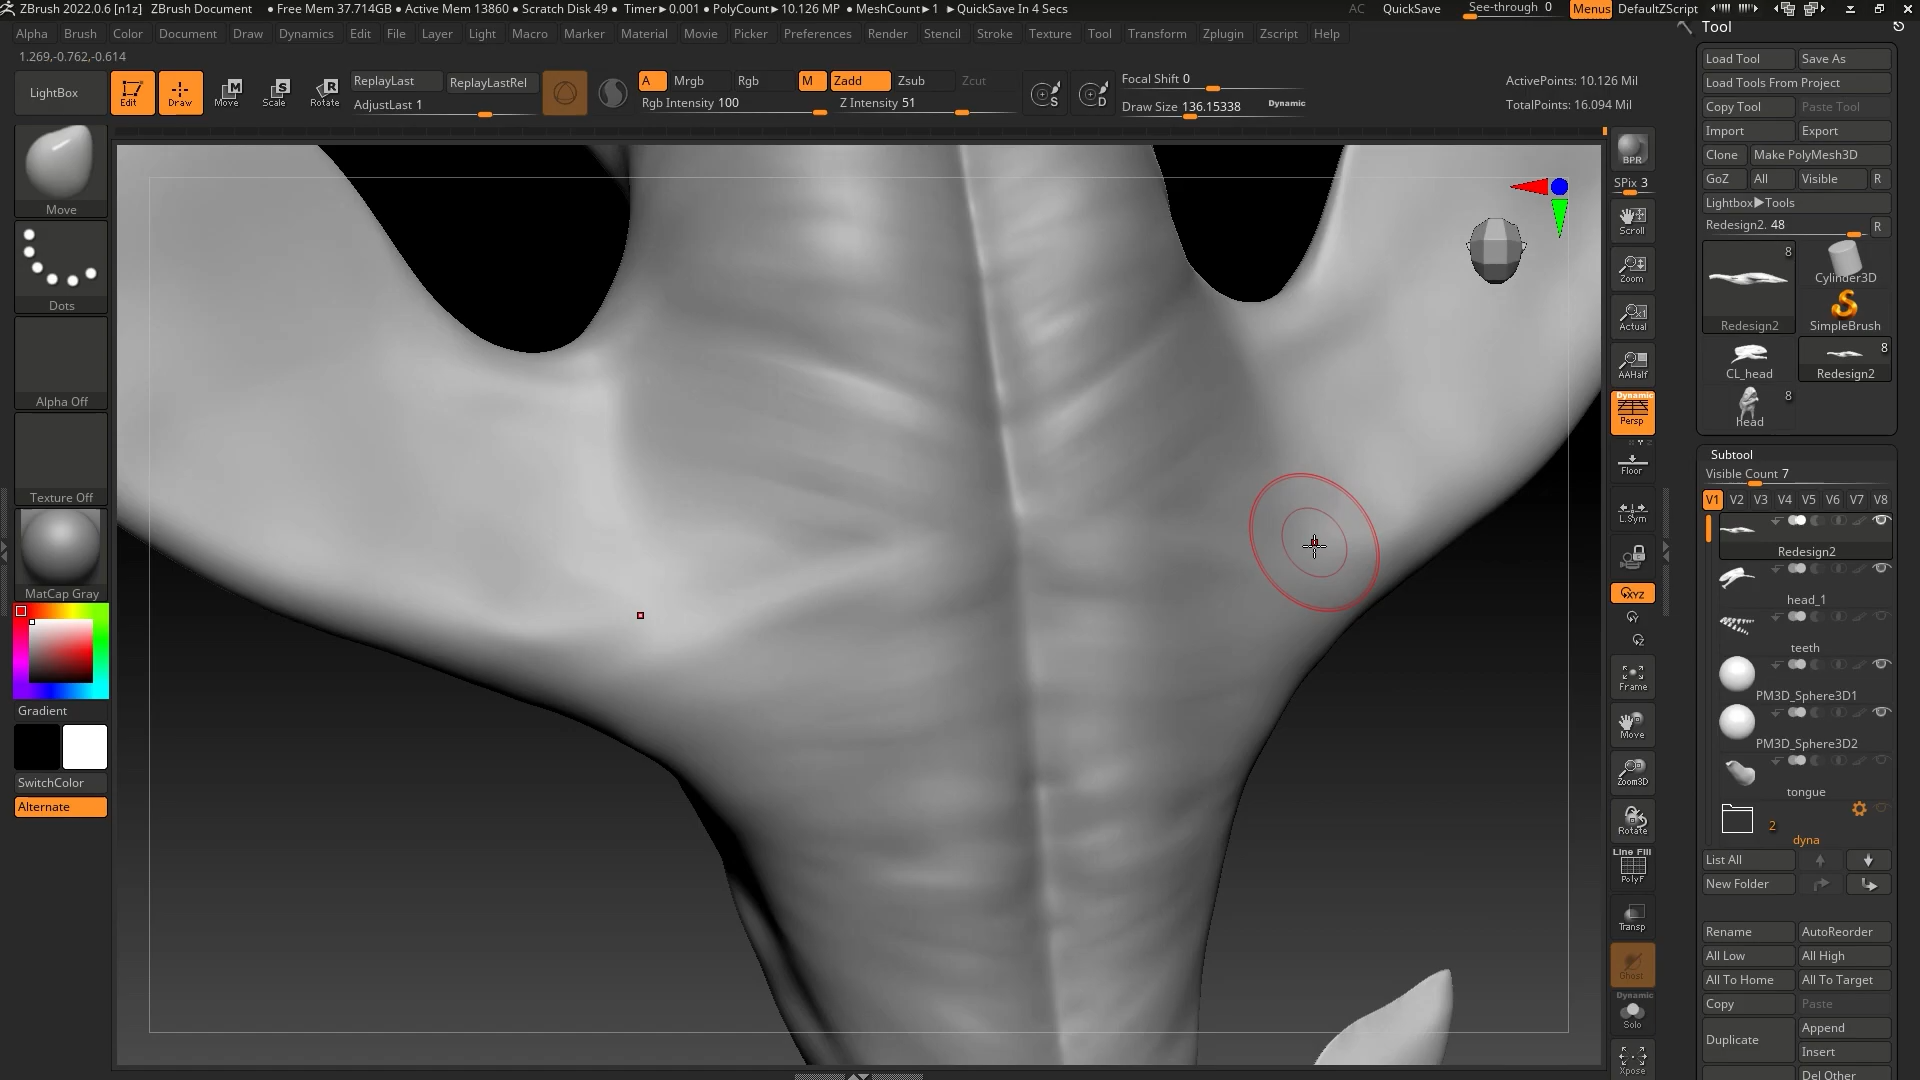 ZBrush 2022.0.6 [n1z] ZBrush Document ● Free Mem 37.714GB ● Active Mem 13860 ● Scratch Disk 49 ● Timer►0.001 ● PolyCount►10.126 MP ● MeshCount►1 ►QuickSave In 4 Secs AC QuickSave See-through 0 Menus DefaultZScript
Alpha Brush Color Document Draw Dynamics Edit File Layer Light Macro Marker Material Movie Picker Preferences Render Stencil Stroke Texture Tool Transform Zplugin Zscript Help
1.269,-0.762,-0.614
LightBox
Edit
Draw
Move
Scale
Rotate
ReplayLast
ReplayLastRel
AdjustLast 1
A
Mrgb
Rgb
M
Zadd
Zsub
Zcut
Rgb Intensity 100
Z Intensity 51
S
D
Focal Shift 0
Draw Size 136.15338
Dynamic
ActivePoints: 10.126 Mil
TotalPoints: 16.094 Mil
Move
Dots
Alpha Off
Texture Off
MatCap Gray
Gradient
SwitchColor
Alternate
BPR
SPix 3
Scroll
Zoom
Actual
AAHalf
Dynamic
Persp
Floor
L.Sym
XYZ
Frame
Move
Zoom3D
Rotate
Line Fill
PolyF
Transp
Ghost
Dynamic
Solo
Xpose
Tool
Load Tool Save As
Load Tools From Project
Copy Tool Paste Tool
Import Export
Clone Make PolyMesh3D
GoZ All Visible R
Lightbox►Tools
Redesign2. 48 R
8
Redesign2
Cylinder3D
SimpleBrush
CL_head
8
Redesign2
8
head
Subtool
Visible Count 7
V1 V2 V3 V4 V5 V6 V7 V8
Redesign2
head_1
teeth
PM3D_Sphere3D1
PM3D_Sphere3D2
tongue
2
dyna
List All
New Folder
Rename AutoReorder
All Low All High
All To Home All To Target
Copy Paste
Duplicate
Append
Insert
Del Other